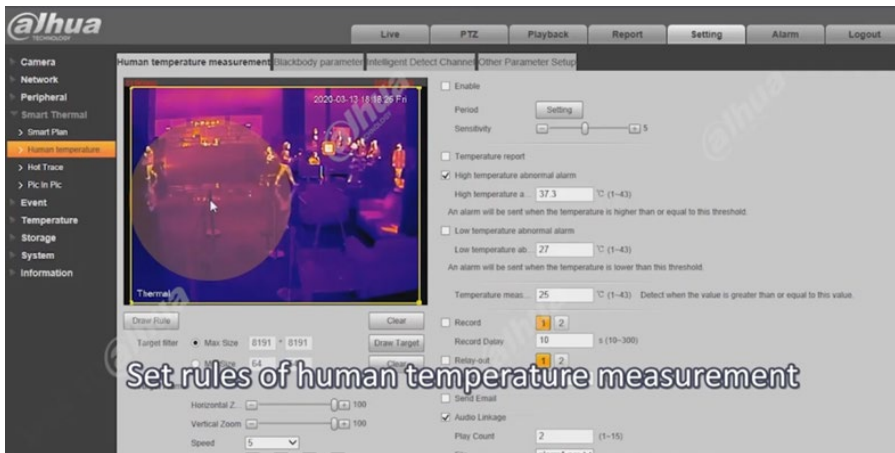 alhua
TECHNOLOGY
Live PTZ Playback Report Setting Alarm Logout
Camera
Network
Peripheral
Smart Thermal
Smart Plan
Human temperature
Hot Trace
Pic In Pic
Event
Temperature
Storage
System
Information
Human temperature measurement Blackbody parameter Intelligent Detect Channel Other Parameter Setup
2020-03-13 18:18:26 Fri
Thermal
Draw Rule Clear
Target filter Max Size 8191 * 8191 Draw Target
Size 64 Clear
Horizontal Z... 100
Vertical Zoom 100
Speed 5
Enable
Period Setting
Sensitivity 5
Temperature report
High temperature abnormal alarm
High temperature a... 37.3 °C (1~43)
An alarm will be sent when the temperature is higher than or equal to this threshold.
Low temperature abnormal alarm
Low temperature ab... 27 °C (1~43)
An alarm will be sent when the temperature is lower than this threshold.
Temperature meas... 25 °C (1~43) Detect when the value is greater than or equal to this value.
Record 1 2
Record Delay 10 s (10~300)
Relay-out 1 2
Set rules of human temperature measurement
Send Email
Audio Linkage
Play Count 2 (1~15)